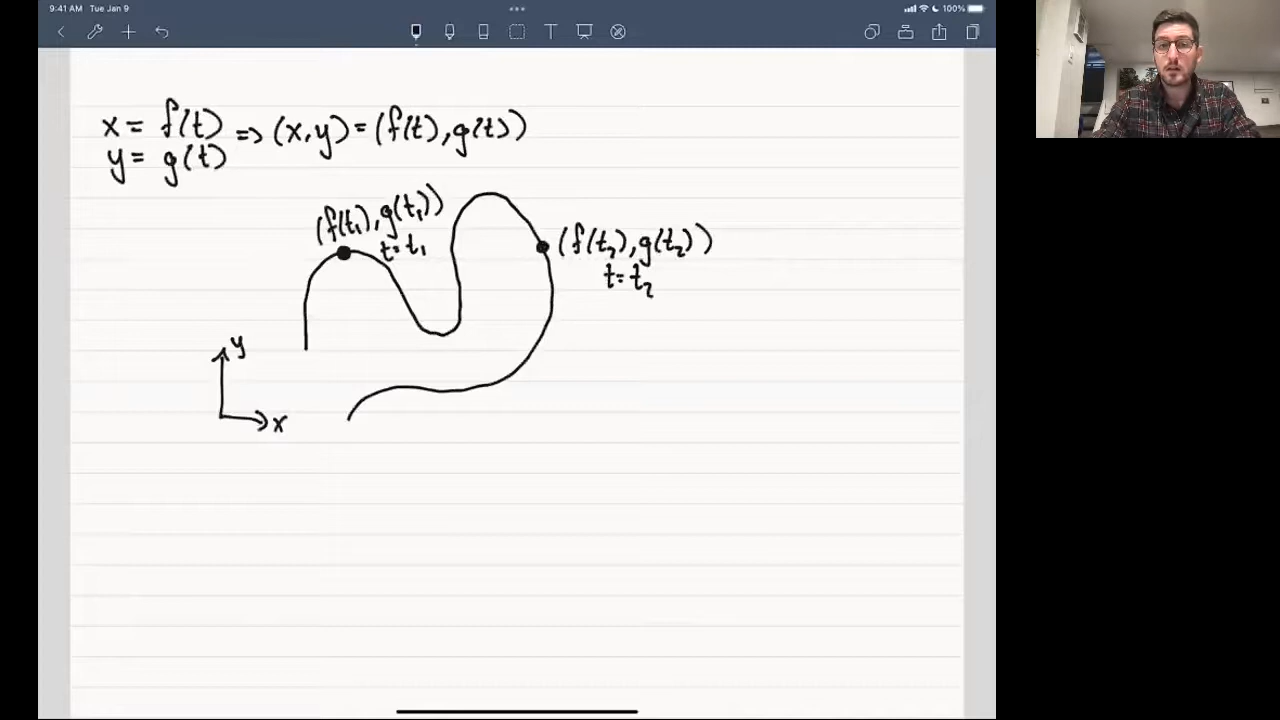 9:41 AM Tue Jan 9
100%
x = f(t) => (x,y) = (f(t), g(t))
y = g(t)
(f(t₁), g(t₁))
t = t₁
(f(t₂), g(t₂))
t = t₂
y
x
T